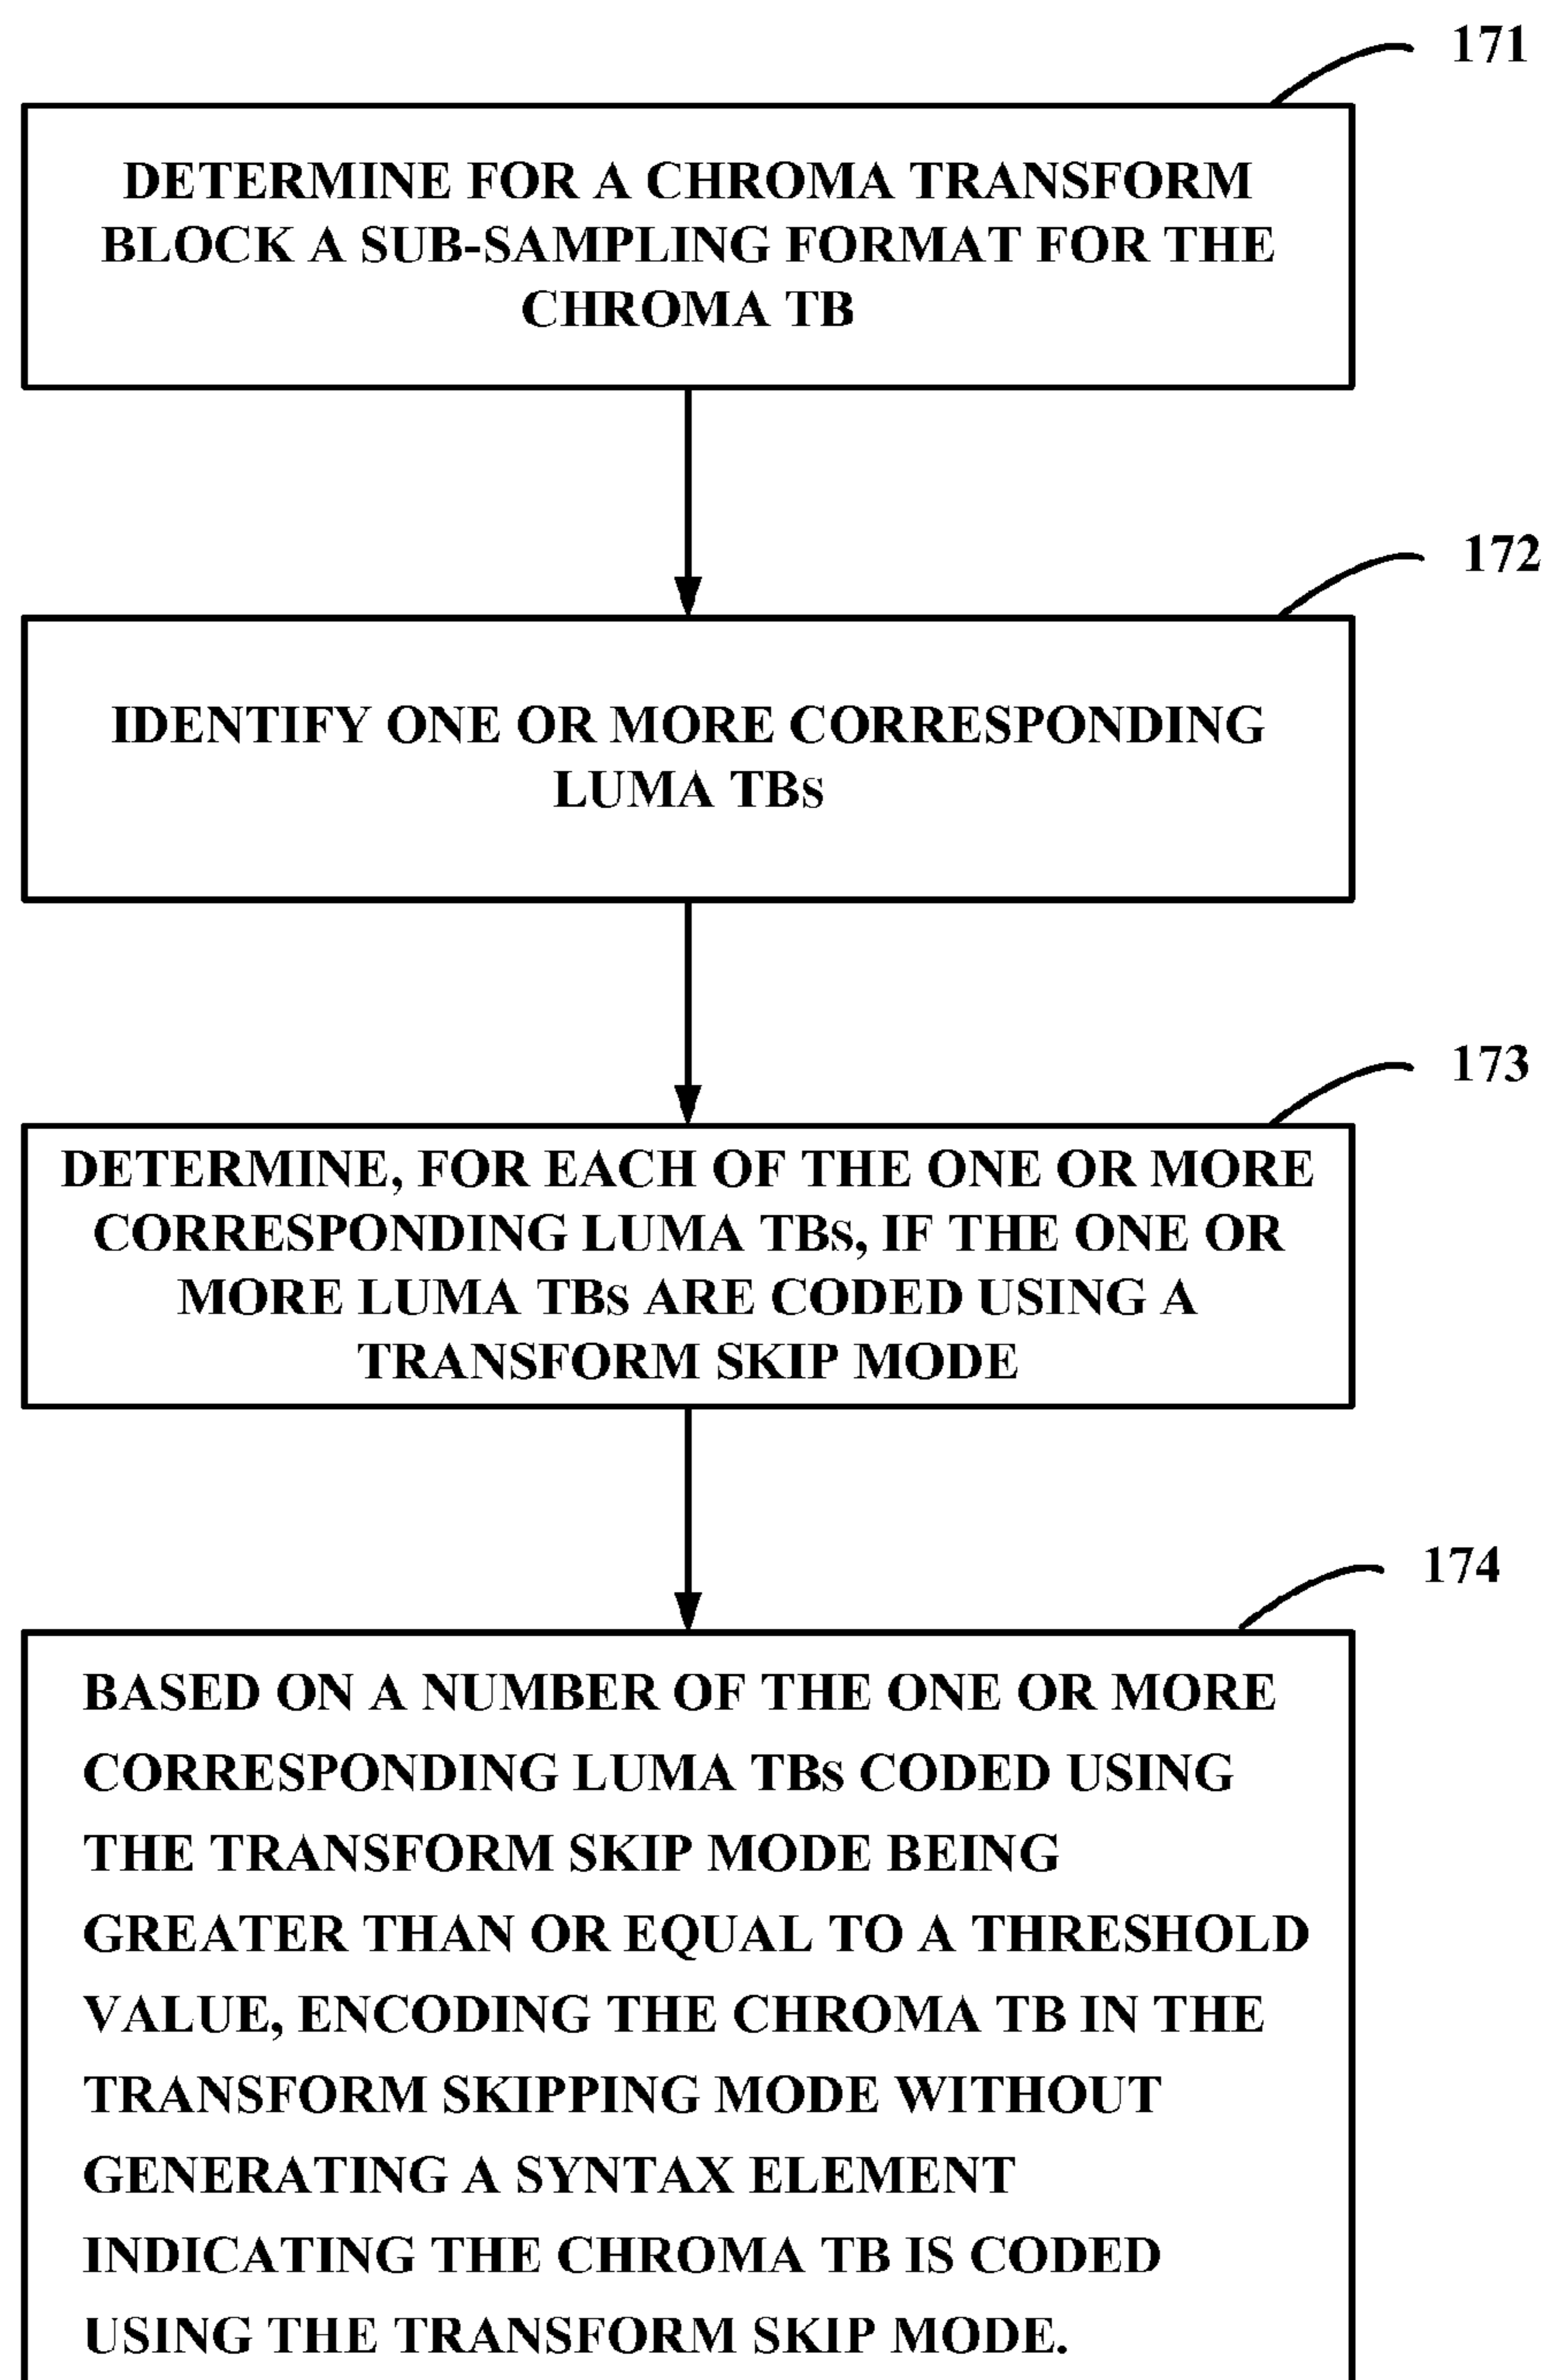 171
DETERMINE FOR A CHROMA TRANSFORM
BLOCK A SUB-SAMPLING FORMAT FOR THE
CHROMA TB
172
IDENTIFY ONE OR MORE CORRESPONDING
LUMA TBS
173
DETERMINE, FOR EACH OF THE ONE OR MORE
CORRESPONDING LUMA TBS, IF THE ONE OR
MORE LUMA TBS ARE CODED USING A
TRANSFORM SKIP MODE
174
BASED ON A NUMBER OF THE ONE OR MORE
CORRESPONDING LUMA TBS CODED USING
THE TRANSFORM SKIP MODE BEING
GREATER THAN OR EQUAL TO A THRESHOLD
VALUE, ENCODING THE CHROMA TB IN THE
TRANSFORM SKIPPING MODE WITHOUT
GENERATING A SYNTAX ELEMENT
INDICATING THE CHROMA TB IS CODED
USING THE TRANSFORM SKIP MODE.